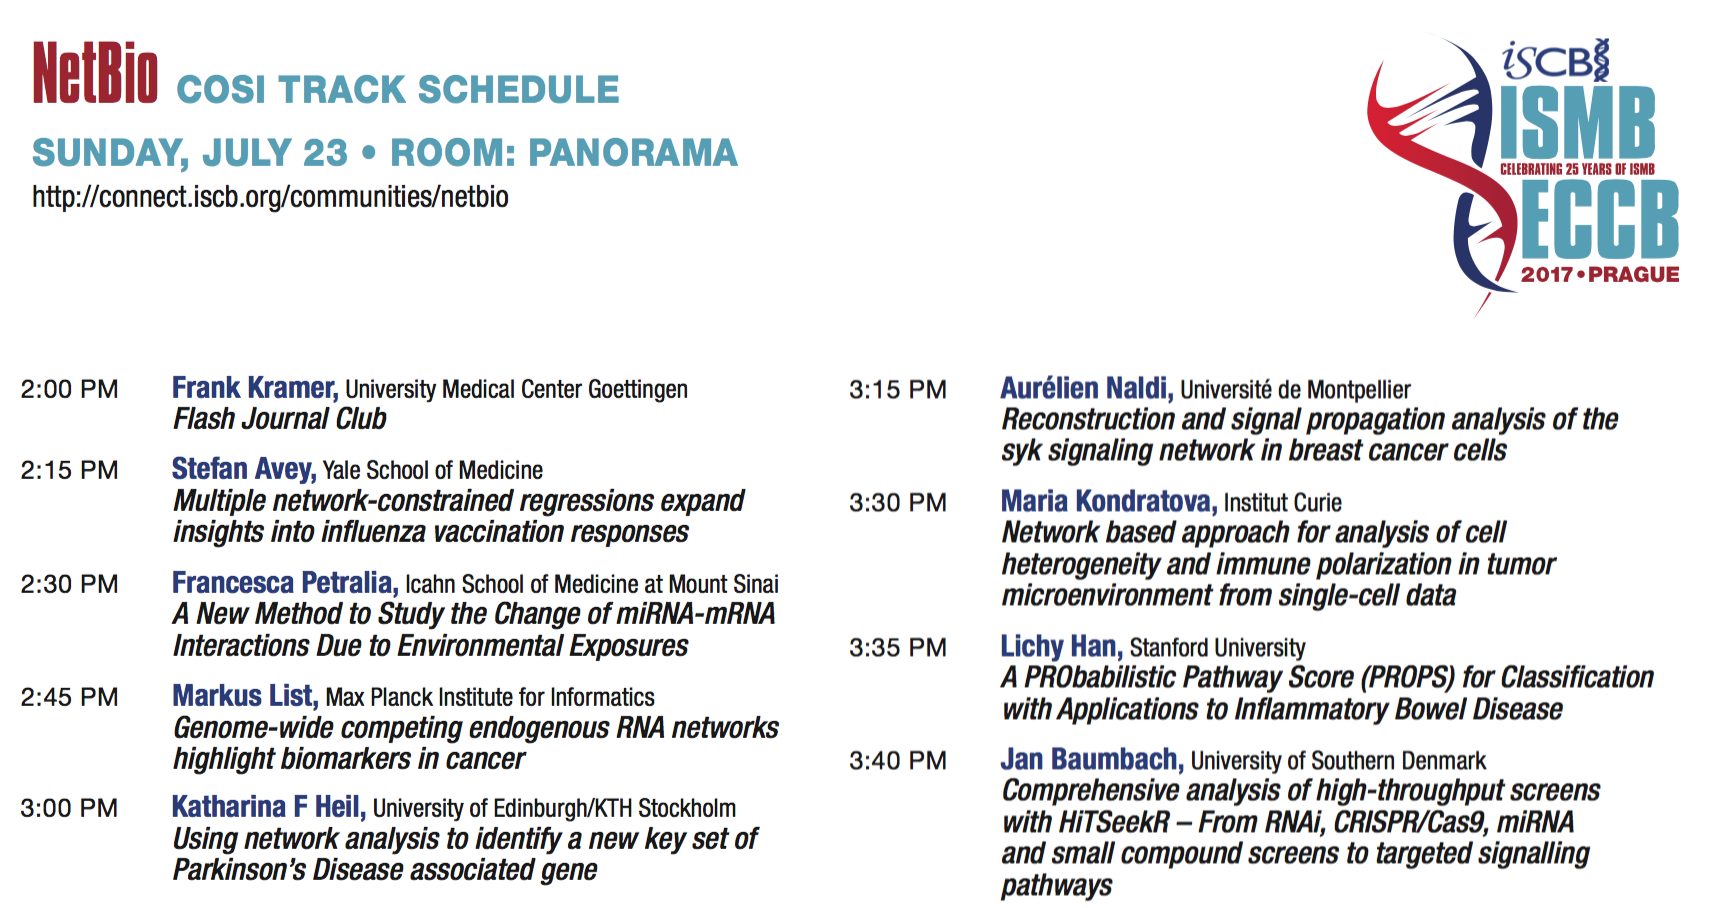 NetBio COSI TRACK SCHEDULE
SUNDAY, JULY 23 • ROOM: PANORAMA
http://connect.iscb.org/communities/netbio
iSCB
ISMB
CELEBRATING 25 YEARS OF ISMB
ECCB
2017•PRAGUE
2:00 PM Frank Kramer, University Medical Center Goettingen
Flash Journal Club
2:15 PM Stefan Avey, Yale School of Medicine
Multiple network-constrained regressions expand
insights into influenza vaccination responses
2:30 PM Francesca Petralia, Icahn School of Medicine at Mount Sinai
A New Method to Study the Change of miRNA-mRNA
Interactions Due to Environmental Exposures
2:45 PM Markus List, Max Planck Institute for Informatics
Genome-wide competing endogenous RNA networks
highlight biomarkers in cancer
3:00 PM Katharina F Heil, University of Edinburgh/KTH Stockholm
Using network analysis to identify a new key set of
Parkinson's Disease associated gene
3:15 PM Aurélien Naldi, Université de Montpellier
Reconstruction and signal propagation analysis of the
syk signaling network in breast cancer cells
3:30 PM Maria Kondratova, Institut Curie
Network based approach for analysis of cell
heterogeneity and immune polarization in tumor
microenvironment from single-cell data
3:35 PM Lichy Han, Stanford University
A PRObabilistic Pathway Score (PROPS) for Classification
with Applications to Inflammatory Bowel Disease
3:40 PM Jan Baumbach, University of Southern Denmark
Comprehensive analysis of high-throughput screens
with HiTSeekR – From RNAi, CRISPR/Cas9, miRNA
and small compound screens to targeted signalling
pathways